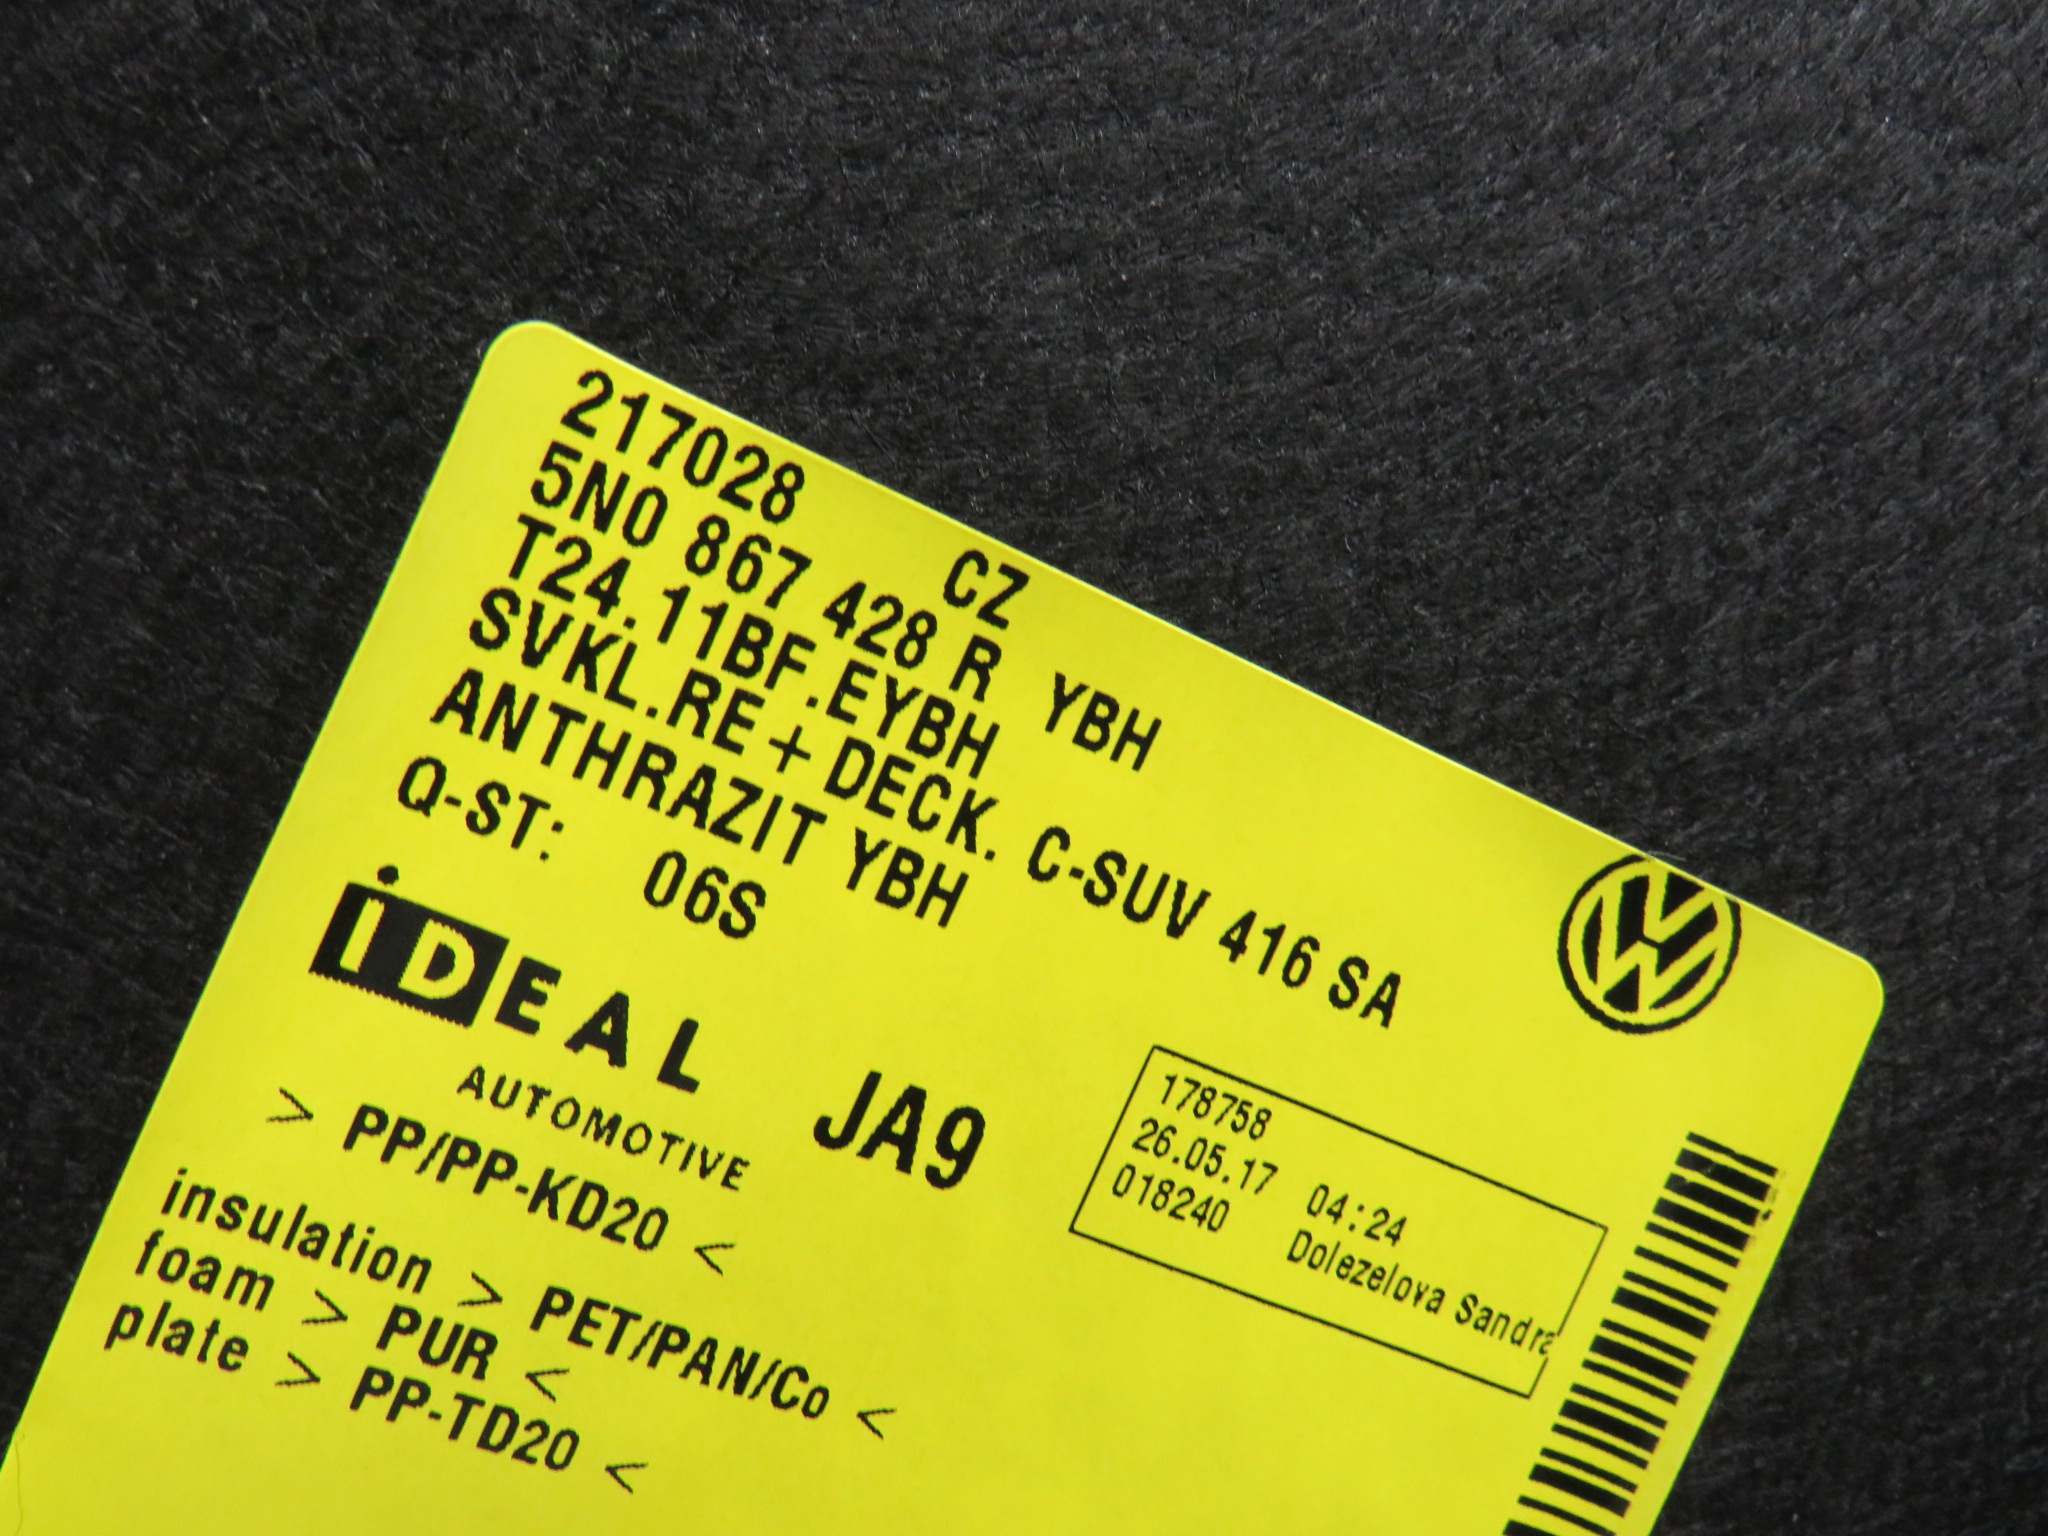 217028 CZ
5N0 867 428 R YBH
T24.11BF.EYBH
SVKL.RE+DECK. C-SUV 416 SA
ANTHRAZIT YBH
Q-ST: 06S
iDEAL
AUTOMOTIVE
JA9
178758
26.05.17 04:24
018240 Dolezelova Sandra
> PP/PP-KD20 <
insulation > PET/PAN/Co <
foam > PUR <
plate > PP-TD20 <
VW